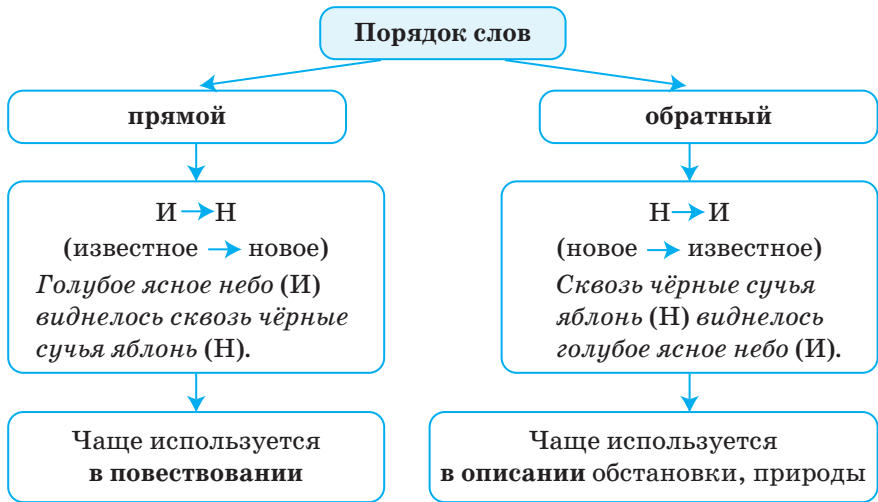 Порядок слов
прямой
обратный
И → Н
(известное → новое)
Голубое ясное небо (И)
виднелось сквозь чёрные
сучья яблонь (Н).
Н → И
(новое → известное)
Сквозь чёрные сучья
яблонь (Н) виднелось
голубое ясное небо (И).
Чаще используется
в повествовании
Чаще используется
в описании обстановки, природы